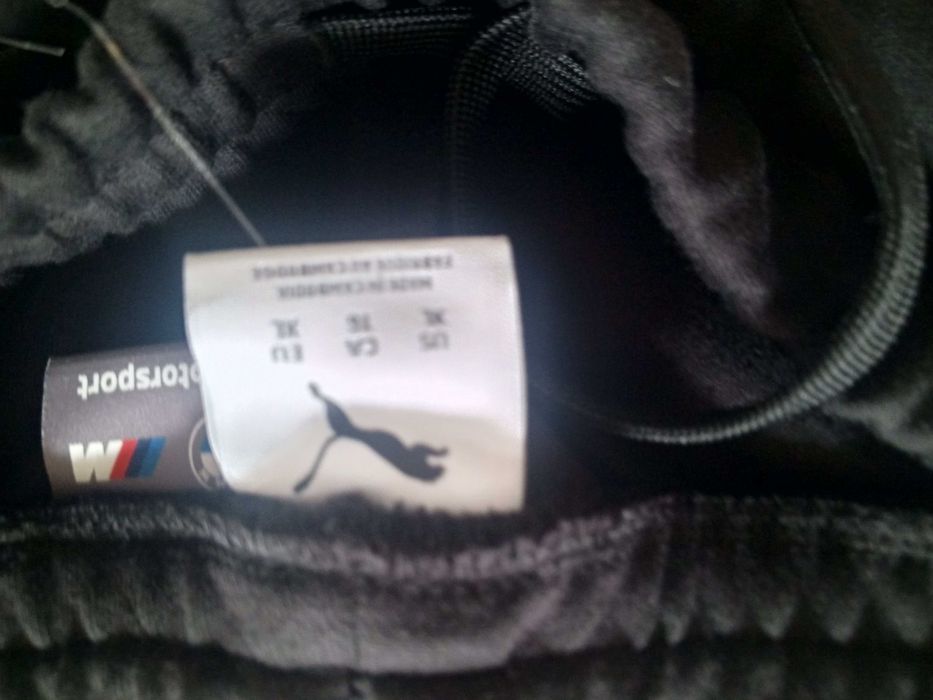 US CA EU
XL TG XL
MADE IN CAMBODIA
FABRIQUÉ AU CAMBODGE
M
otorsport